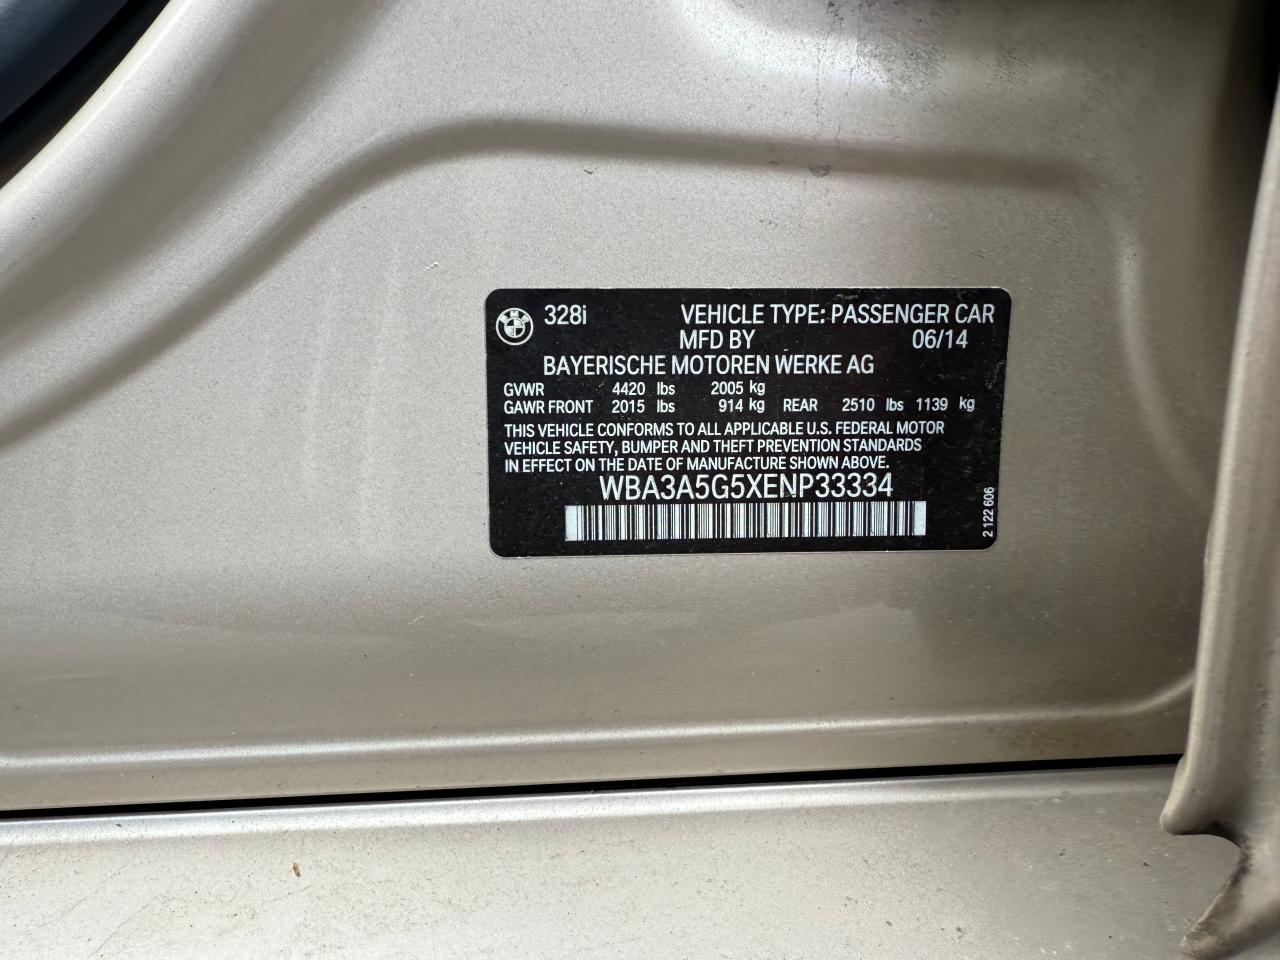 328i VEHICLE TYPE: PASSENGER CAR
MFD BY 06/14
BAYERISCHE MOTOREN WERKE AG
GVWR 4420 lbs 2005 kg
GAWR FRONT 2015 lbs 914 kg REAR 2510 lbs 1139 kg
THIS VEHICLE CONFORMS TO ALL APPLICABLE U.S. FEDERAL MOTOR
VEHICLE SAFETY, BUMPER AND THEFT PREVENTION STANDARDS
IN EFFECT ON THE DATE OF MANUFACTURE SHOWN ABOVE.
WBA3A5G5XENP33334
2 122 606